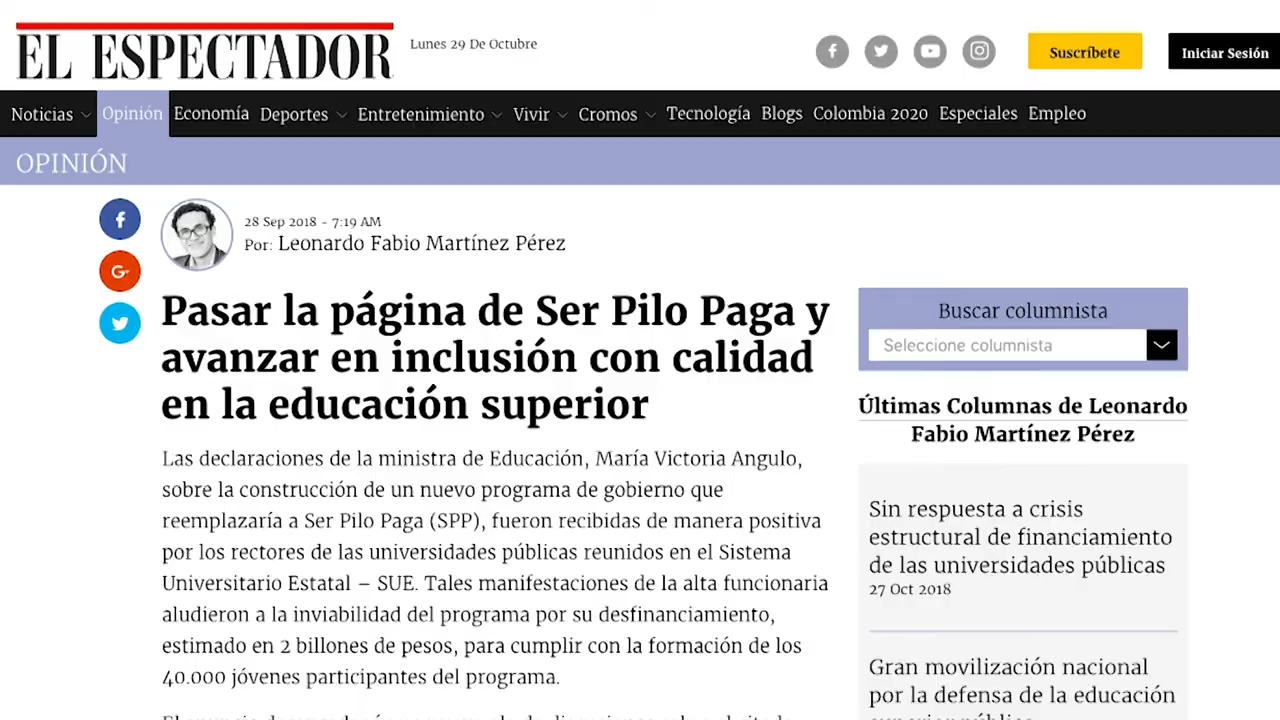 EL ESPECTADOR
Lunes 29 De Octubre
Suscríbete
Iniciar Sesión
Noticias Opinión Economía Deportes Entretenimiento Vivir Cromos Tecnología Blogs Colombia 2020 Especiales Empleo
OPINIÓN
28 Sep 2018 - 7:19 AM
Por: Leonardo Fabio Martínez Pérez
Pasar la página de Ser Pilo Paga y
avanzar en inclusión con calidad
en la educación superior
Las declaraciones de la ministra de Educación, María Victoria Angulo,
sobre la construcción de un nuevo programa de gobierno que
reemplazaría a Ser Pilo Paga (SPP), fueron recibidas de manera positiva
por los rectores de las universidades públicas reunidos en el Sistema
Universitario Estatal – SUE. Tales manifestaciones de la alta funcionaria
aludieron a la inviabilidad del programa por su desfinanciamiento,
estimado en 2 billones de pesos, para cumplir con la formación de los
40.000 jóvenes participantes del programa.
Buscar columnista
Seleccione columnista
Últimas Columnas de Leonardo
Fabio Martínez Pérez
Sin respuesta a crisis
estructural de financiamiento
de las universidades públicas
27 Oct 2018
Gran movilización nacional
por la defensa de la educación
superior pública